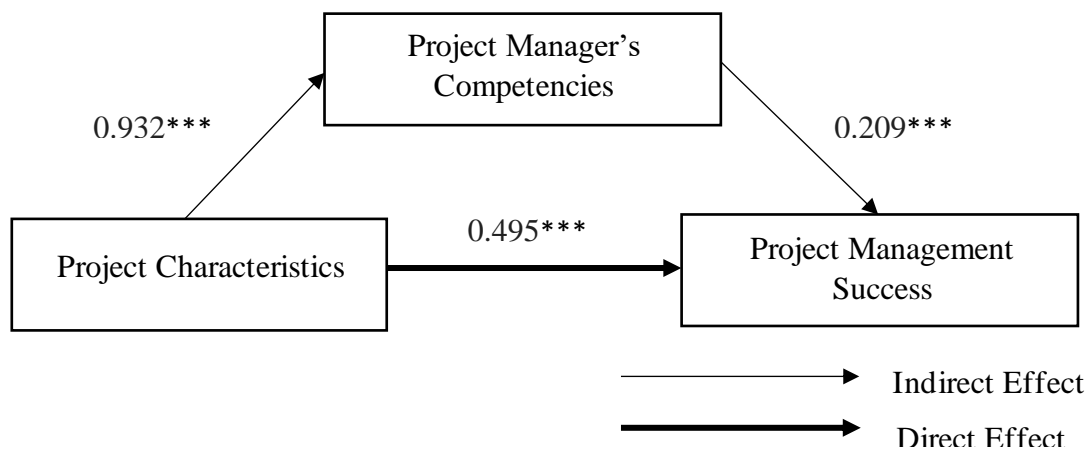 Project Manager's
Competencies
0.932***
0.209***
0.495***
Project Characteristics
Project Management
Success
Indirect Effect
Direct Effect